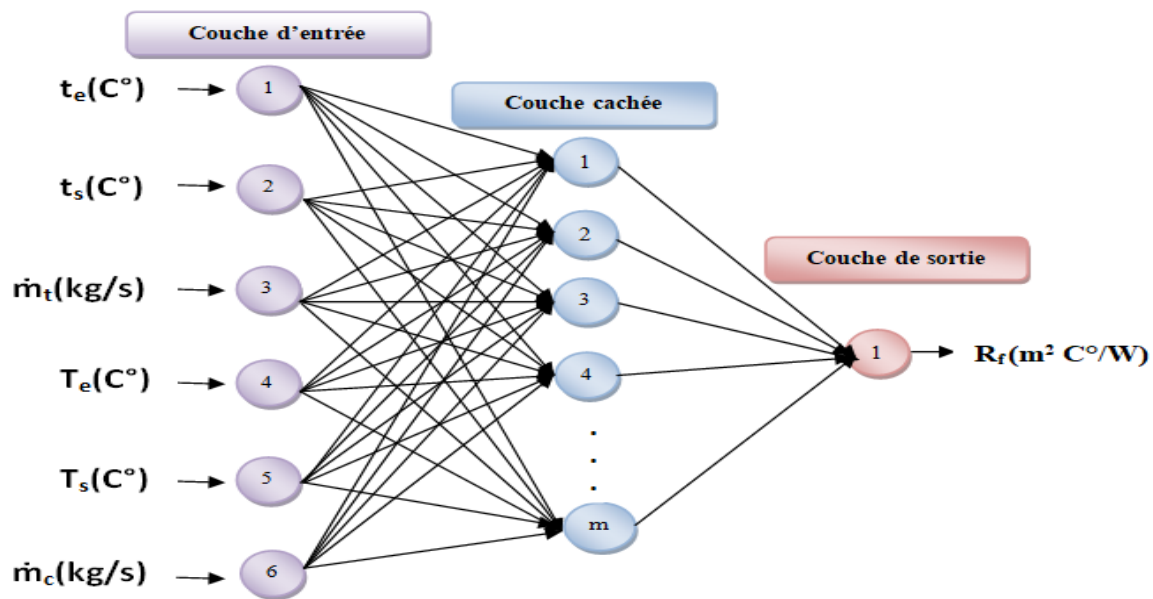 Couche d'entrée
Couche cachée
Couche de sortie
t_e(C°)
1
t_s(C°)
2
ṁ_t(kg/s)
3
T_e(C°)
4
T_s(C°)
5
ṁ_c(kg/s)
6
1
2
3
4
.
.
.
.
m
1
R_f(m² C°/W)